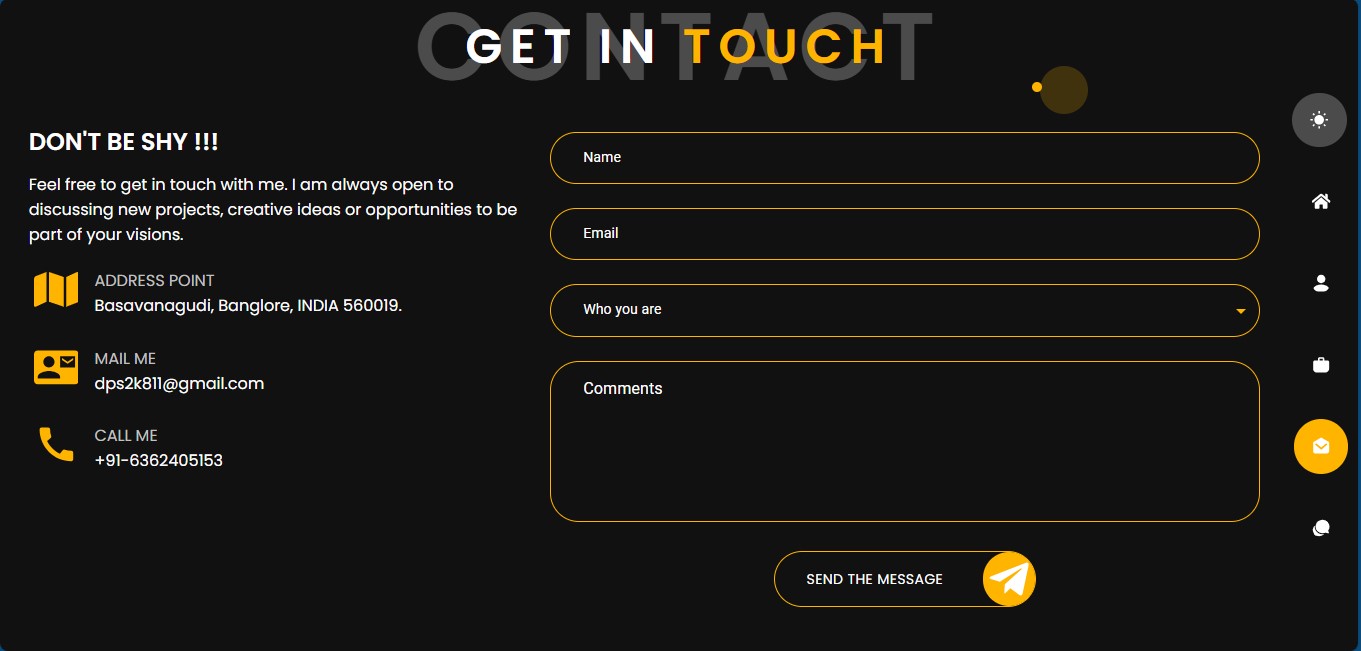 CONTACT
GET IN TOUCH
DON'T BE SHY !!!
Feel free to get in touch with me. I am always open to
discussing new projects, creative ideas or opportunities to be
part of your visions.
ADDRESS POINT
Basavanagudi, Banglore, INDIA 560019.
MAIL ME
dps2k811@gmail.com
CALL ME
+91-6362405153
Name
Email
Who you are
Comments
SEND THE MESSAGE